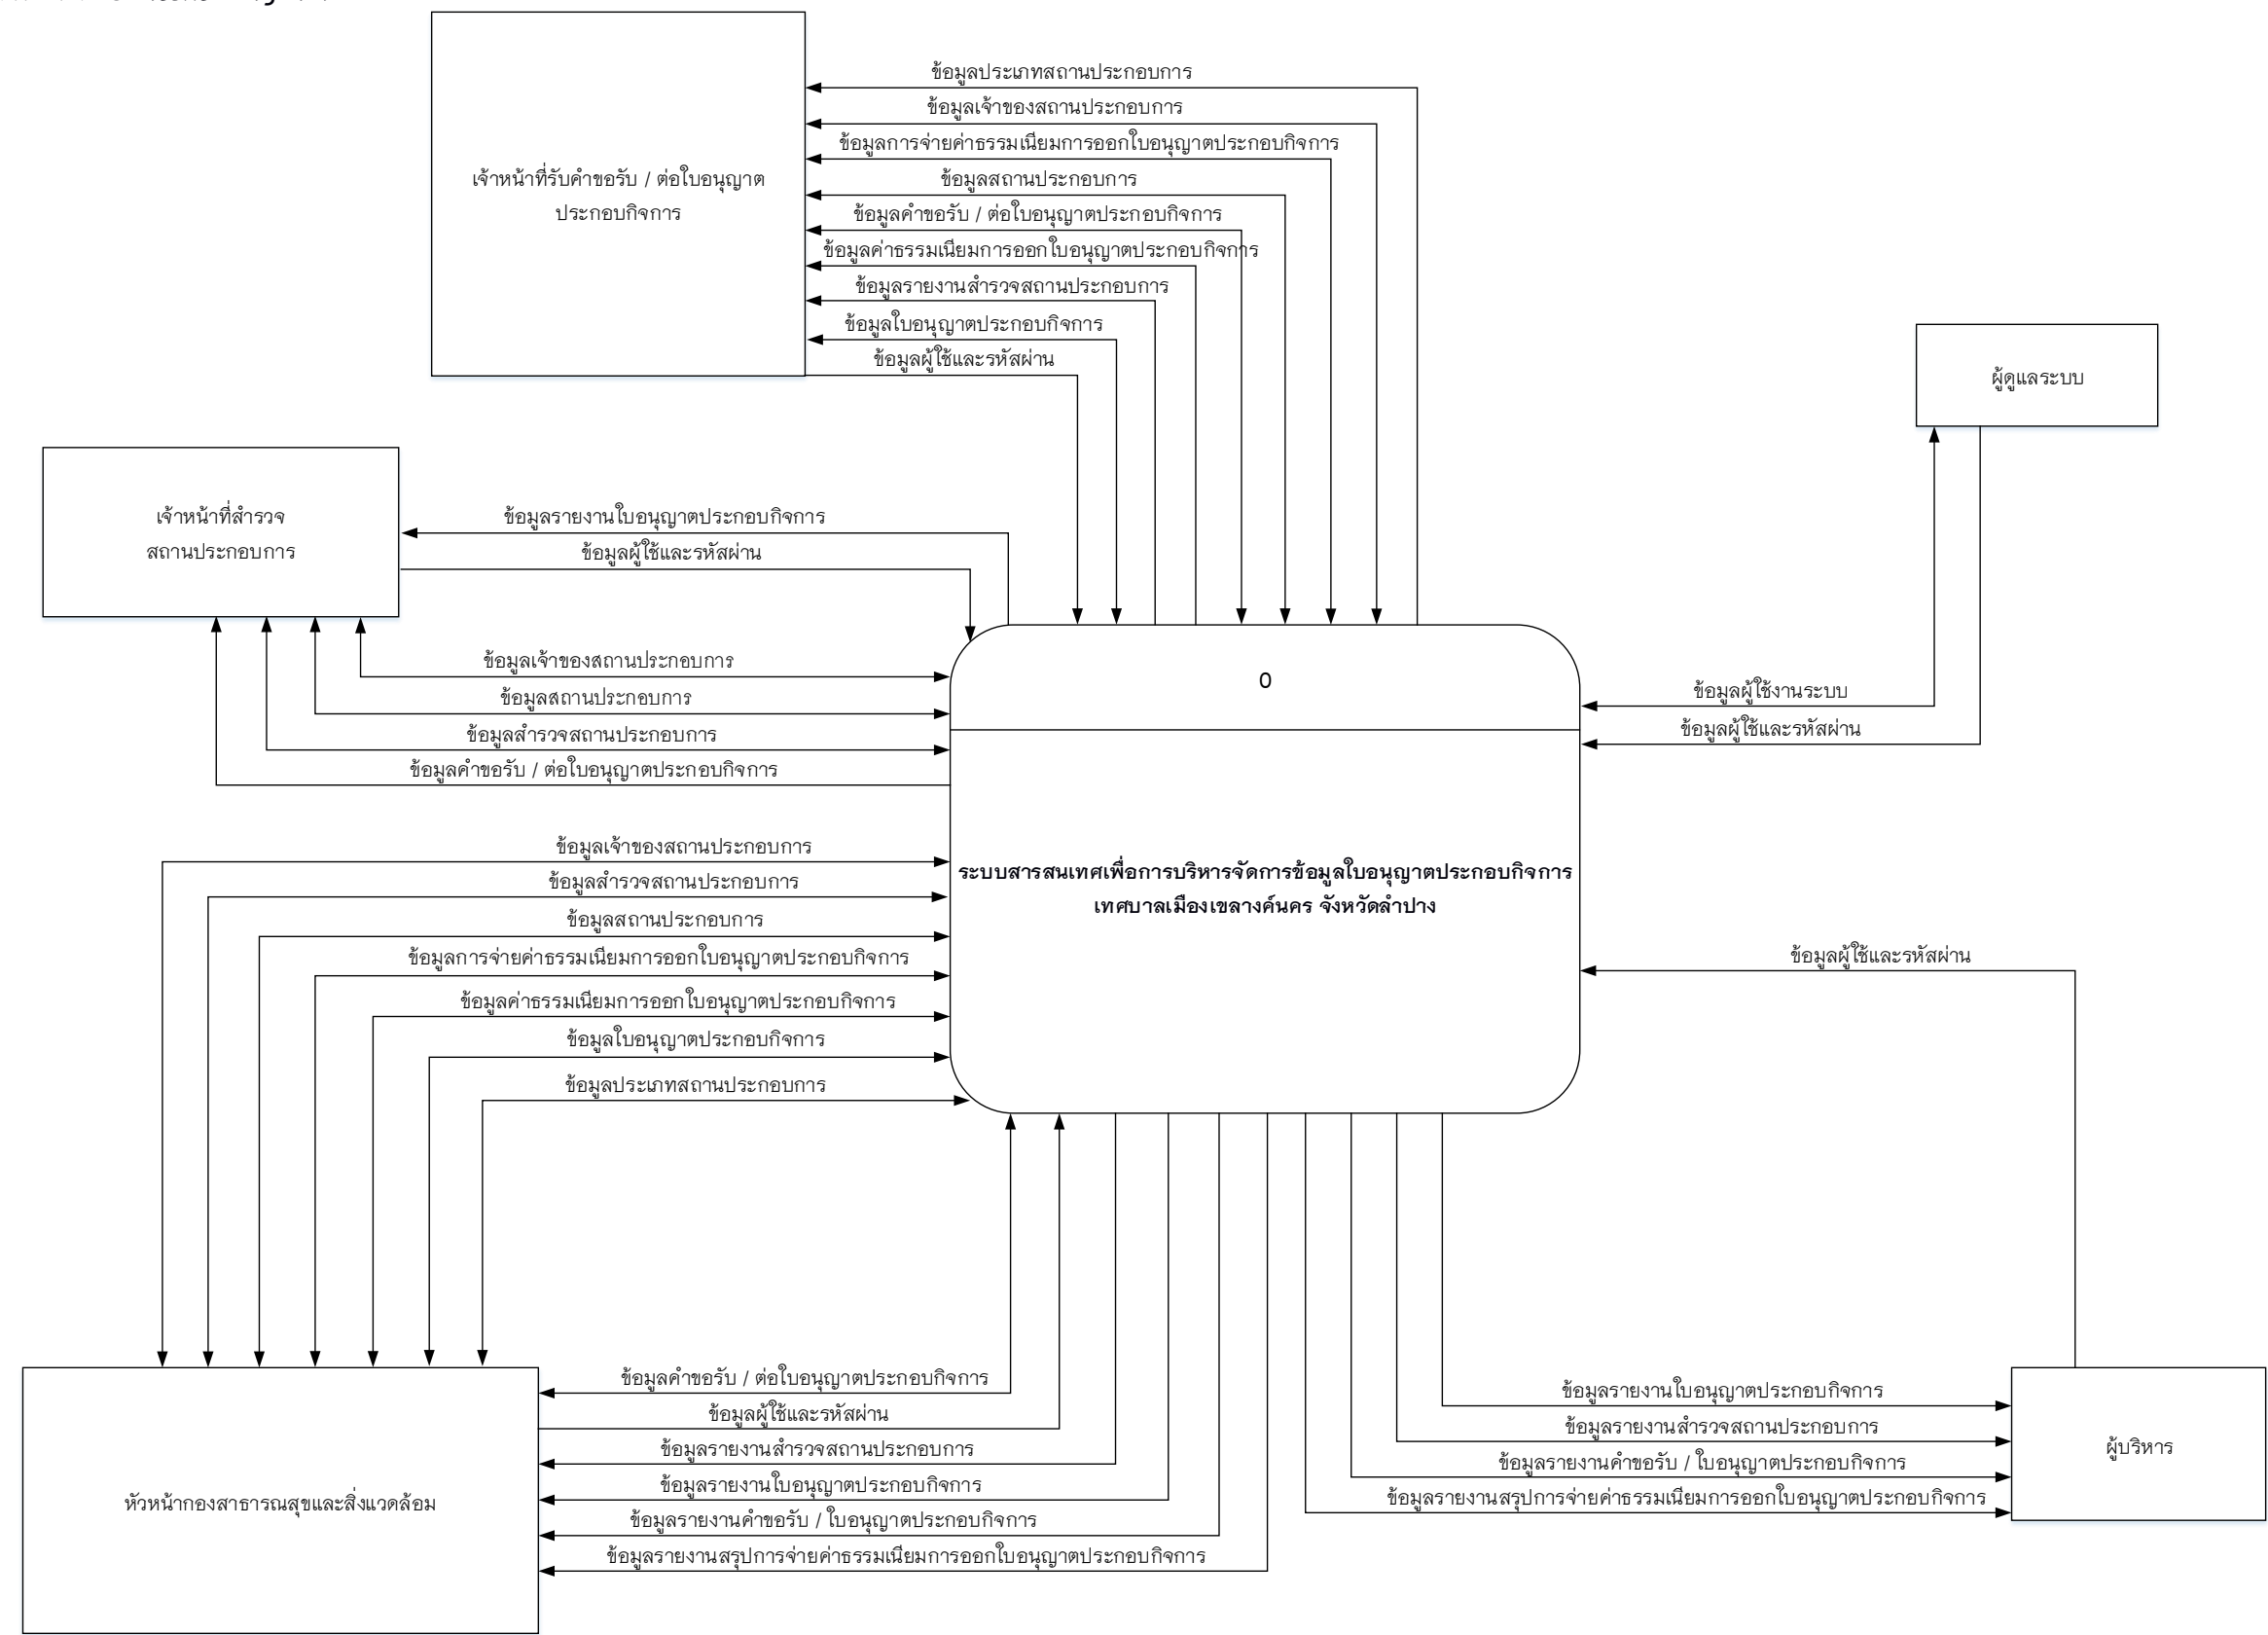 ข้อมูลประเภทสถานประกอบการ
ข้อมูลเจ้าของสถานประกอบการ
ข้อมูลการจ่ายค่าธรรมเนียมการออกใบอนุญาตประกอบกิจการ
ข้อมูลสถานประกอบการ
ข้อมูลคำขอรับ / ต่อใบอนุญาตประกอบกิจการ
ข้อมูลค่าธรรมเนียมการออกใบอนุญาตประกอบกิจการ
ข้อมูลรายงานสำรวจสถานประกอบการ
ข้อมูลใบอนุญาตประกอบกิจการ
ข้อมูลผู้ใช้และรหัสผ่าน
เจ้าหน้าที่รับคำขอรับ / ต่อใบอนุญาต
ประกอบกิจการ
ผู้ดูแลระบบ
เจ้าหน้าที่สำรวจ
สถานประกอบการ
ข้อมูลรายงานใบอนุญาตประกอบกิจการ
ข้อมูลผู้ใช้และรหัสผ่าน
ข้อมูลเจ้าของสถานประกอบการ
ข้อมูลสถานประกอบการ
ข้อมูลสำรวจสถานประกอบการ
ข้อมูลคำขอรับ / ต่อใบอนุญาตประกอบกิจการ
0
ข้อมูลผู้ใช้งานระบบ
ข้อมูลผู้ใช้และรหัสผ่าน
ระบบสารสนเทศเพื่อการบริหารจัดการข้อมูลใบอนุญาตประกอบกิจการ
เทศบาลเมืองเขลางค์นคร จังหวัดลำปาง
ข้อมูลเจ้าของสถานประกอบการ
ข้อมูลสำรวจสถานประกอบการ
ข้อมูลสถานประกอบการ
ข้อมูลการจ่ายค่าธรรมเนียมการออกใบอนุญาตประกอบกิจการ
ข้อมูลค่าธรรมเนียมการออกใบอนุญาตประกอบกิจการ
ข้อมูลใบอนุญาตประกอบกิจการ
ข้อมูลประเภทสถานประกอบการ
ข้อมูลผู้ใช้และรหัสผ่าน
ข้อมูลคำขอรับ / ต่อใบอนุญาตประกอบกิจการ
ข้อมูลผู้ใช้และรหัสผ่าน
ข้อมูลรายงานสำรวจสถานประกอบการ
ข้อมูลรายงานใบอนุญาตประกอบกิจการ
ข้อมูลรายงานคำขอรับ / ใบอนุญาตประกอบกิจการ
ข้อมูลรายงานสรุปการจ่ายค่าธรรมเนียมการออกใบอนุญาตประกอบกิจการ
หัวหน้ากองสาธารณสุขและสิ่งแวดล้อม
ข้อมูลรายงานใบอนุญาตประกอบกิจการ
ข้อมูลรายงานสำรวจสถานประกอบการ
ข้อมูลรายงานคำขอรับ / ใบอนุญาตประกอบกิจการ
ข้อมูลรายงานสรุปการจ่ายค่าธรรมเนียมการออกใบอนุญาตประกอบกิจการ
ผู้บริหาร